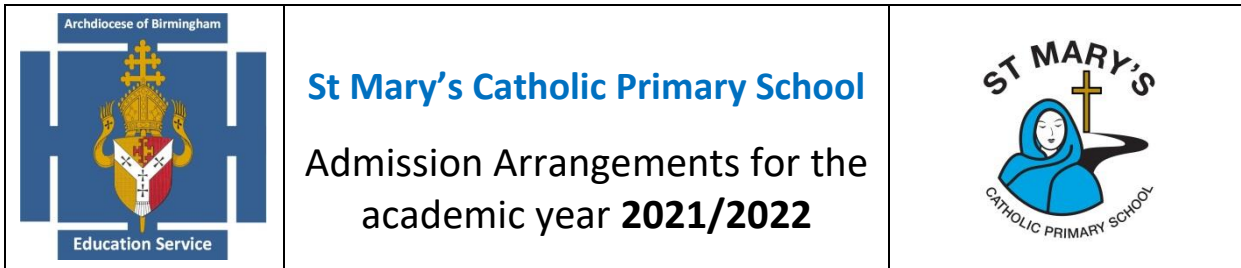 Archdiocese of Birmingham
Education Service
St Mary's Catholic Primary School
Admission Arrangements for the
academic year 2021/2022
ST MARY'S
CATHOLIC PRIMARY SCHOOL